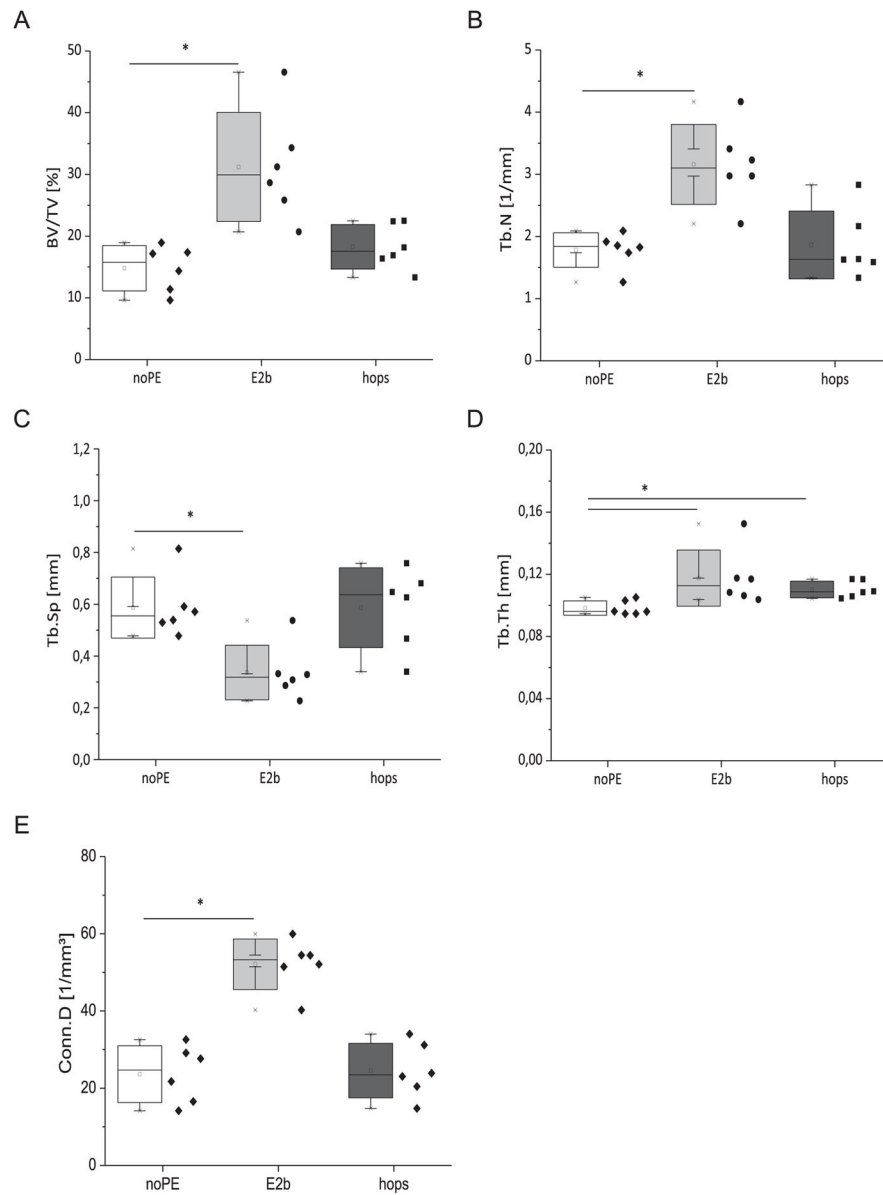 A
*
50
40
30
20
10
0
BV/TV [%]
noPE E2b hops
B
*
5
4
3
2
1
0
Tb.N [1/mm]
noPE E2b hops
C
1,2
1,0
0,8
0,6
0,4
0,2
0,0
*
Tb.Sp [mm]
noPE E2b hops
D
0,20
0,16
0,12
0,08
0,04
0,00
*
Tb.Th [mm]
noPE E2b hops
E
80
60
40
20
0
*
Conn.D [1/mm³]
noPE E2b hops